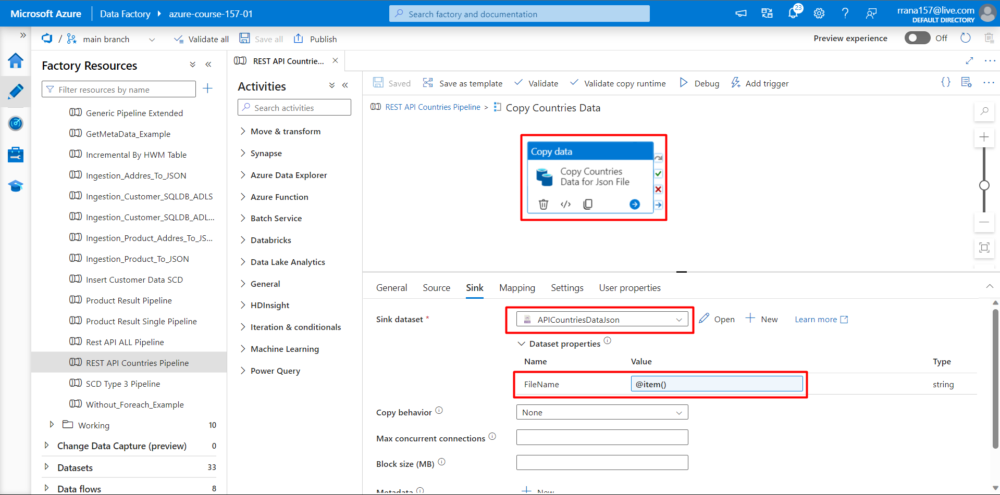 Microsoft Azure
Data Factory
azure-course-157-01
Search factory and documentation
23
rrana157@live.com
DEFAULT DIRECTORY
/
main branch
Validate all
Save all
Publish
Preview experience
Off
Factory Resources
Filter resources by name
Generic Pipeline Extended
GetMetaData_Example
Incremental By HWM Table
Ingestion_Addres_To_JSON
Ingestion_Customer_SQLDB_ADLS
Ingestion_Customer_SQLDB_ADL...
Ingestion_Product_Addres_To_JS...
Ingestion_Product_To_JSON
Insert Customer Data SCD
Product Result Pipeline
Product Result Single Pipeline
Rest API ALL Pipeline
REST API Countries Pipeline
SCD Type 3 Pipeline
Without_Foreach_Example
Working 10
Change Data Capture (preview) 0
Datasets 33
Data flows 8
REST API Countrie...
Activities
Search activities
Move & transform
Synapse
Azure Data Explorer
Azure Function
Batch Service
Databricks
Data Lake Analytics
General
HDInsight
Iteration & conditionals
Machine Learning
Power Query
Saved
Save as template
Validate
Validate copy runtime
Debug
Add trigger
REST API Countries Pipeline > Copy Countries Data
Copy data
Copy Countries
Data for Json File
General Source Sink Mapping Settings User properties
Sink dataset *
APICountriesDataJson
Open
New
Learn more
Dataset properties
Name Value Type
FileName @item() string
Copy behavior
None
Max concurrent connections
Block size (MB)
Metadata
New